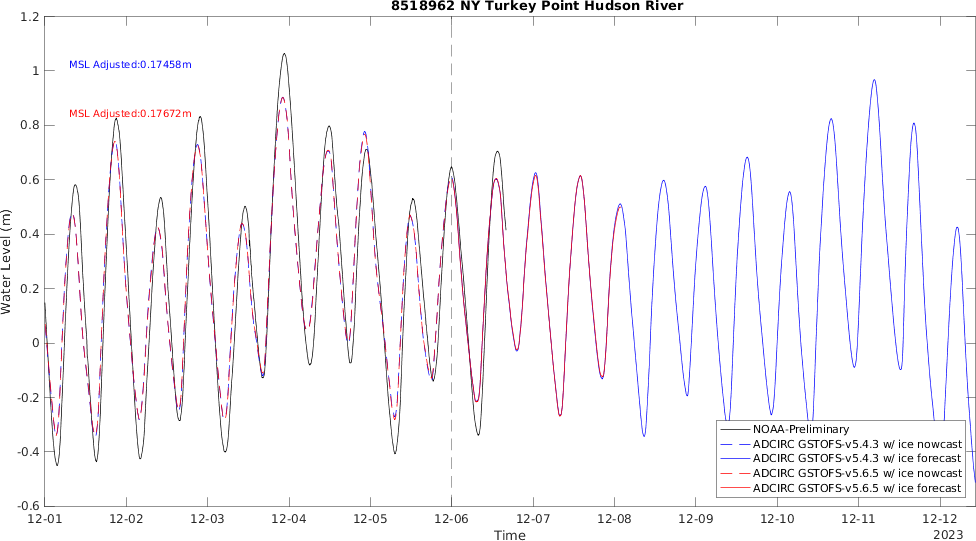 8518962 NY Turkey Point Hudson River
1.2
1
0.8
0.6
0.4
0.2
0
-0.2
-0.4
-0.6
Water Level (m)
MSL Adjusted:0.17458m
MSL Adjusted:0.17672m
NOAA-Preliminary
ADCIRC GSTOFS-v5.4.3 w/ ice nowcast
ADCIRC GSTOFS-v5.4.3 w/ ice forecast
ADCIRC GSTOFS-v5.6.5 w/ ice nowcast
ADCIRC GSTOFS-v5.6.5 w/ ice forecast
12-01 12-02 12-03 12-04 12-05 12-06 12-07 12-08 12-09 12-10 12-11 12-12
Time
2023